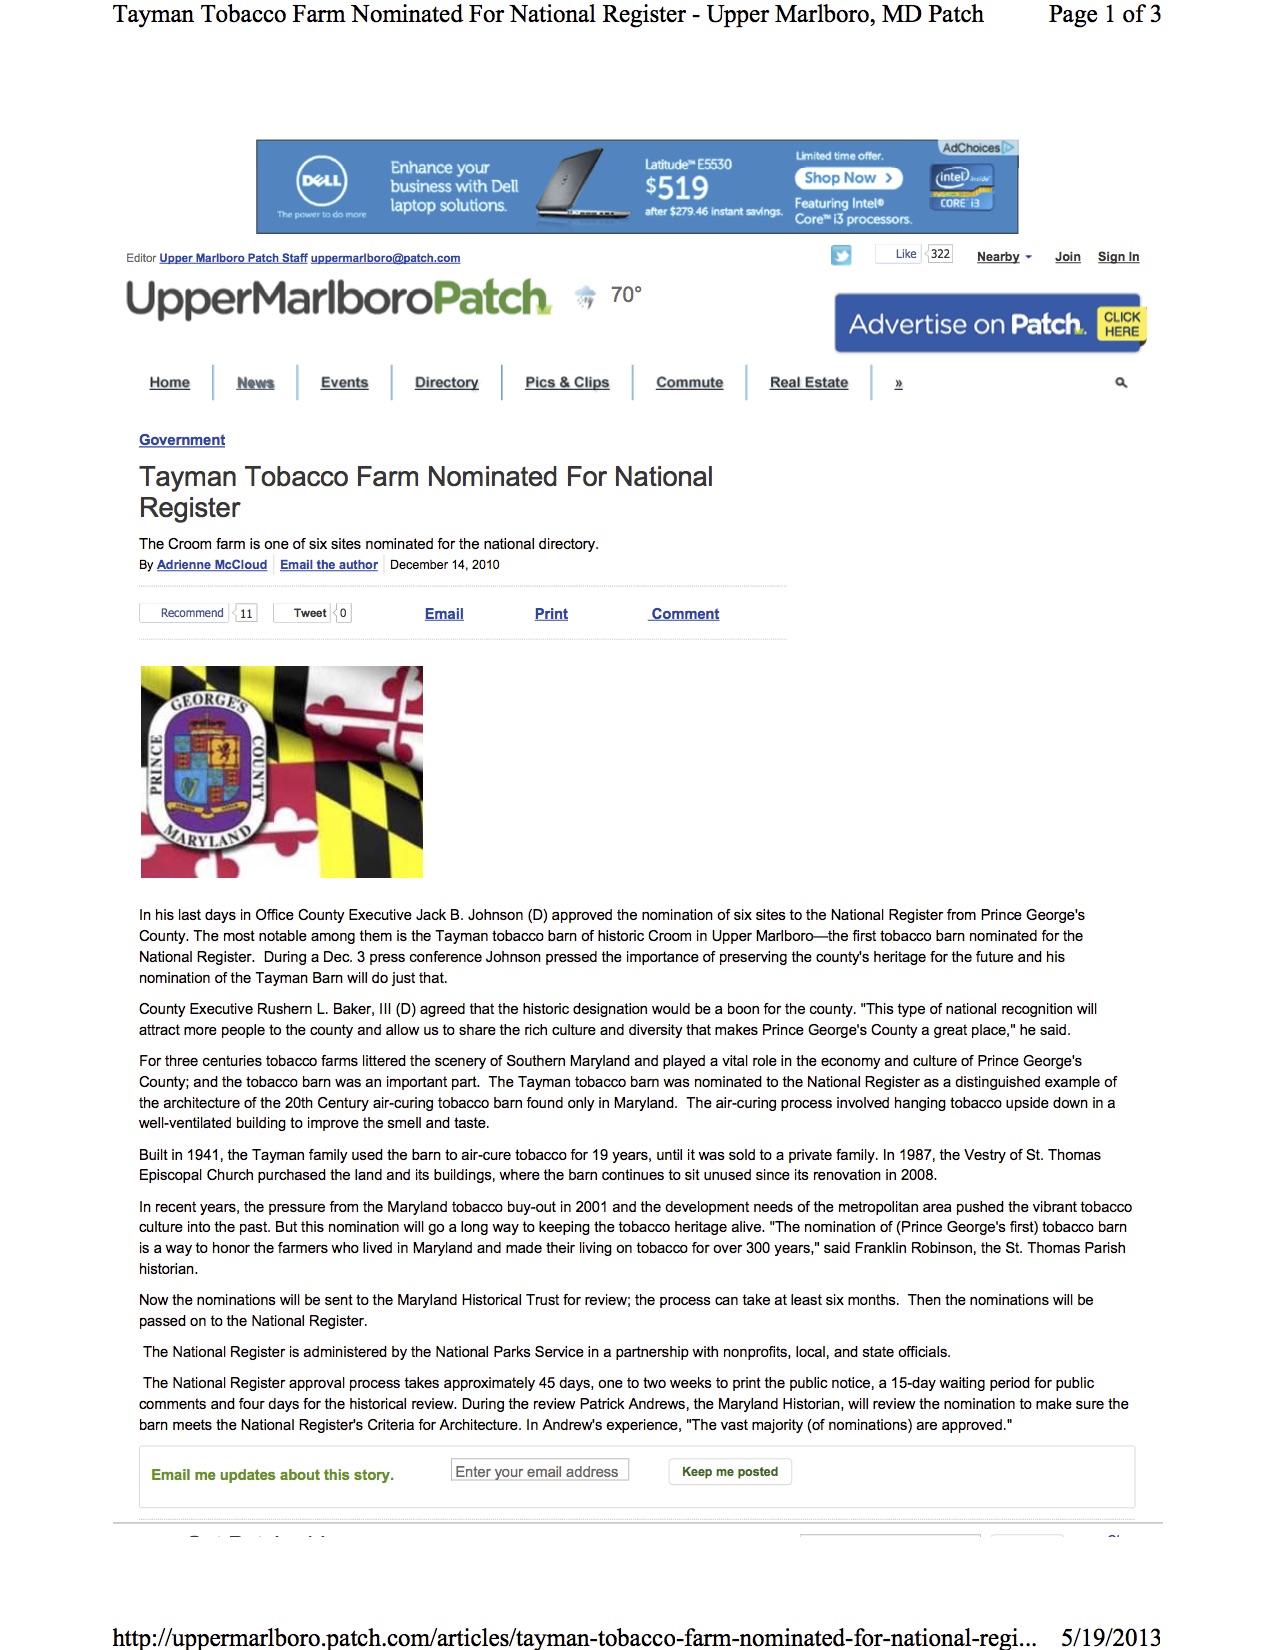 Tayman Tobacco Farm Nominated For National Register - Upper Marlboro, MD Patch Page 1 of 3
AdChoices
DELL
The power to do more
Enhance your
business with Dell
laptop solutions.
Latitude™ E5530
$519
after $279.46 instant savings.
Limited time offer.
Shop Now >
Featuring Intel®
Core™ i3 processors.
intel inside
CORE i3
Editor Upper Marlboro Patch Staff uppermarlboro@patch.com
Like 322 Nearby Join Sign In
UpperMarlboroPatch 70°
Advertise on Patch. CLICK
HERE
Home News Events Directory Pics & Clips Commute Real Estate »
Government
Tayman Tobacco Farm Nominated For National
Register
The Croom farm is one of six sites nominated for the national directory.
By Adrienne McCloud Email the author December 14, 2010
Recommend 11 Tweet 0 Email Print Comment
PRINCE GEORGE'S COUNTY
MARYLAND
In his last days in Office County Executive Jack B. Johnson (D) approved the nomination of six sites to the National Register from Prince George's
County. The most notable among them is the Tayman tobacco barn of historic Croom in Upper Marlboro—the first tobacco barn nominated for the
National Register.  During a Dec. 3 press conference Johnson pressed the importance of preserving the county's heritage for the future and his
nomination of the Tayman Barn will do just that.
County Executive Rushern L. Baker, III (D) agreed that the historic designation would be a boon for the county. "This type of national recognition will
attract more people to the county and allow us to share the rich culture and diversity that makes Prince George's County a great place," he said.
For three centuries tobacco farms littered the scenery of Southern Maryland and played a vital role in the economy and culture of Prince George's
County; and the tobacco barn was an important part.  The Tayman tobacco barn was nominated to the National Register as a distinguished example of
the architecture of the 20th Century air-curing tobacco barn found only in Maryland.  The air-curing process involved hanging tobacco upside down in a
well-ventilated building to improve the smell and taste.
Built in 1941, the Tayman family used the barn to air-cure tobacco for 19 years, until it was sold to a private family. In 1987, the Vestry of St. Thomas
Episcopal Church purchased the land and its buildings, where the barn continues to sit unused since its renovation in 2008.
In recent years, the pressure from the Maryland tobacco buy-out in 2001 and the development needs of the metropolitan area pushed the vibrant tobacco
culture into the past. But this nomination will go a long way to keeping the tobacco heritage alive. "The nomination of (Prince George's first) tobacco barn
is a way to honor the farmers who lived in Maryland and made their living on tobacco for over 300 years," said Franklin Robinson, the St. Thomas Parish
historian.
Now the nominations will be sent to the Maryland Historical Trust for review; the process can take at least six months.  Then the nominations will be
passed on to the National Register.
The National Register is administered by the National Parks Service in a partnership with nonprofits, local, and state officials.
The National Register approval process takes approximately 45 days, one to two weeks to print the public notice, a 15-day waiting period for public
comments and four days for the historical review. During the review Patrick Andrews, the Maryland Historian, will review the nomination to make sure the
barn meets the National Register's Criteria for Architecture. In Andrew's experience, "The vast majority (of nominations) are approved."
Email me updates about this story. Enter your email address Keep me posted
http://uppermarlboro.patch.com/articles/tayman-tobacco-farm-nominated-for-national-regi... 5/19/2013